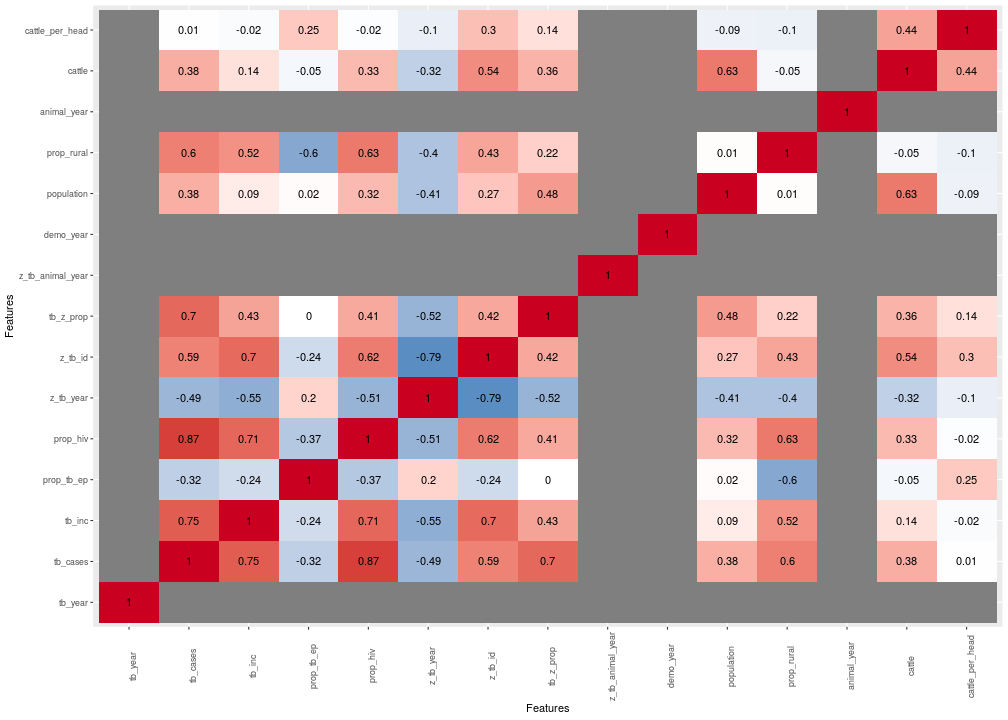 cattle_per_head 0.01 -0.02 0.25 -0.02 -0.1 0.3 0.14 -0.09 -0.1 0.44 1
cattle 0.38 0.14 -0.05 0.33 -0.32 0.54 0.36 0.63 -0.05 1 0.44
animal_year 1
prop_rural 0.6 0.52 -0.6 0.63 -0.4 0.43 0.22 0.01 1 -0.05 -0.1
population 0.38 0.09 0.02 0.32 -0.41 0.27 0.48 1 0.01 0.63 -0.09
demo_year 1
z_tb_animal_year 1
tb_z_prop 0.7 0.43 0 0.41 -0.52 0.42 1 0.48 0.22 0.36 0.14
z_tb_id 0.59 0.7 -0.24 0.62 -0.79 1 0.42 0.27 0.43 0.54 0.3
z_tb_year -0.49 -0.55 0.2 -0.51 1 -0.79 -0.52 -0.41 -0.4 -0.32 -0.1
prop_hiv 0.87 0.71 -0.37 1 -0.51 0.62 0.41 0.32 0.63 0.33 -0.02
prop_tb_ep -0.32 -0.24 1 -0.37 0.2 -0.24 0 0.02 -0.6 -0.05 0.25
tb_inc 0.75 1 -0.24 0.71 -0.55 0.7 0.43 0.09 0.52 0.14 -0.02
tb_cases 1 0.75 -0.32 0.87 -0.49 0.59 0.7 0.38 0.6 0.38 0.01
tb_year 1
Features
tb_year tb_cases tb_inc prop_tb_ep prop_hiv z_tb_year z_tb_id tb_z_prop z_tb_animal_year demo_year population prop_rural animal_year cattle cattle_per_head
Features